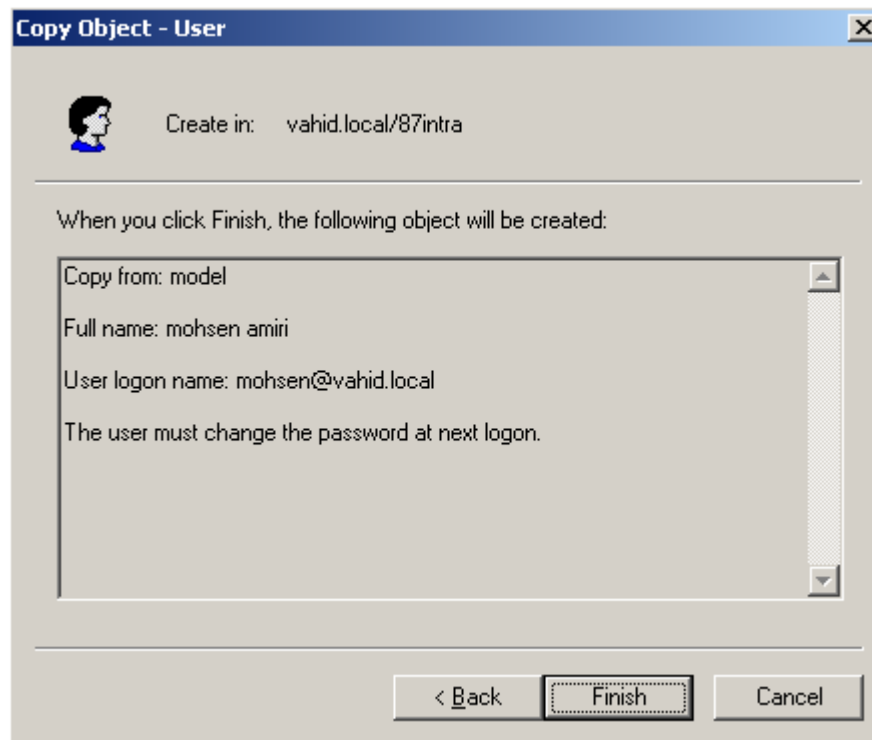 Copy Object - User
Create in: vahid.local/87intra
When you click Finish, the following object will be created:
Copy from: model
Full name: mohsen amiri
User logon name: mohsen@vahid.local
The user must change the password at next logon.
< Back Finish Cancel